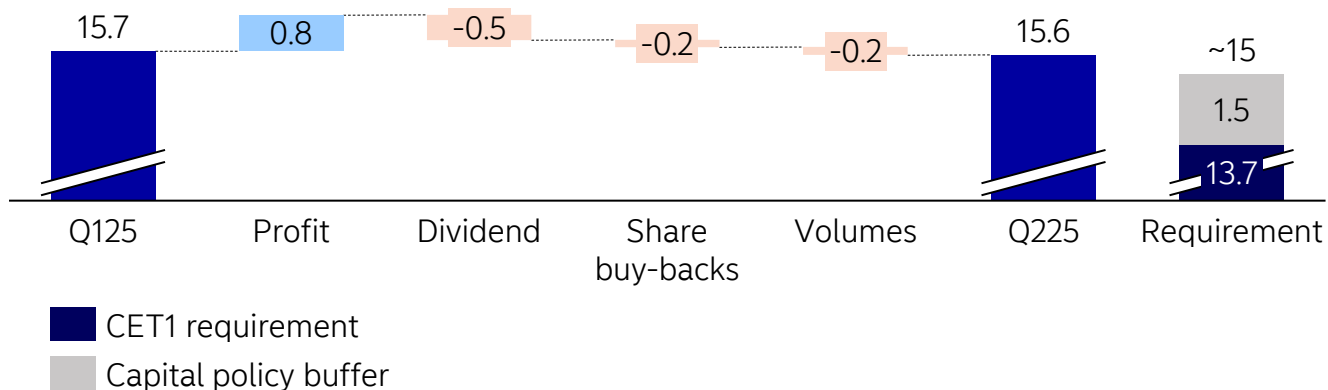 15.7
0.8
-0.5
-0.2
-0.2
15.6
~15
1.5
13.7
Q125
Profit
Dividend
Share
buy-backs
Volumes
Q225
Requirement
CET1 requirement
Capital policy buffer